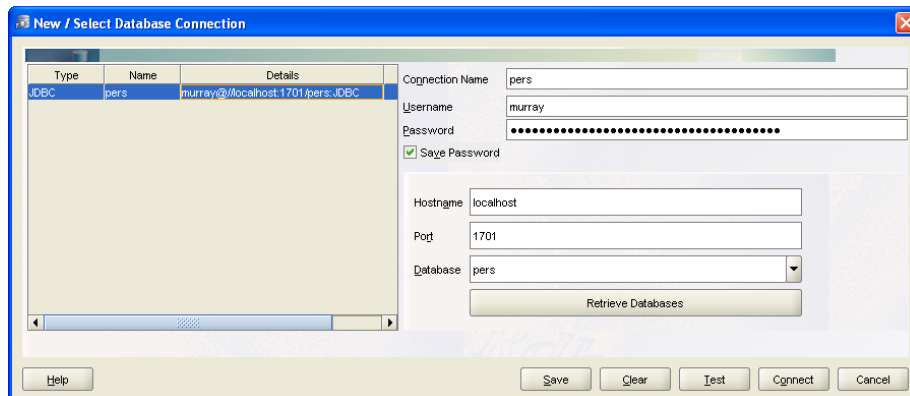 New / Select Database Connection
Type Name Details
JDBC pers murray@//localhost:1701/pers:JDBC
Connection Name pers
Username murray
Password ••••••••••••••••••••••••••••••••••••••
Save Password
Hostname localhost
Port 1701
Database pers
Retrieve Databases
Help Save Clear Test Connect Cancel